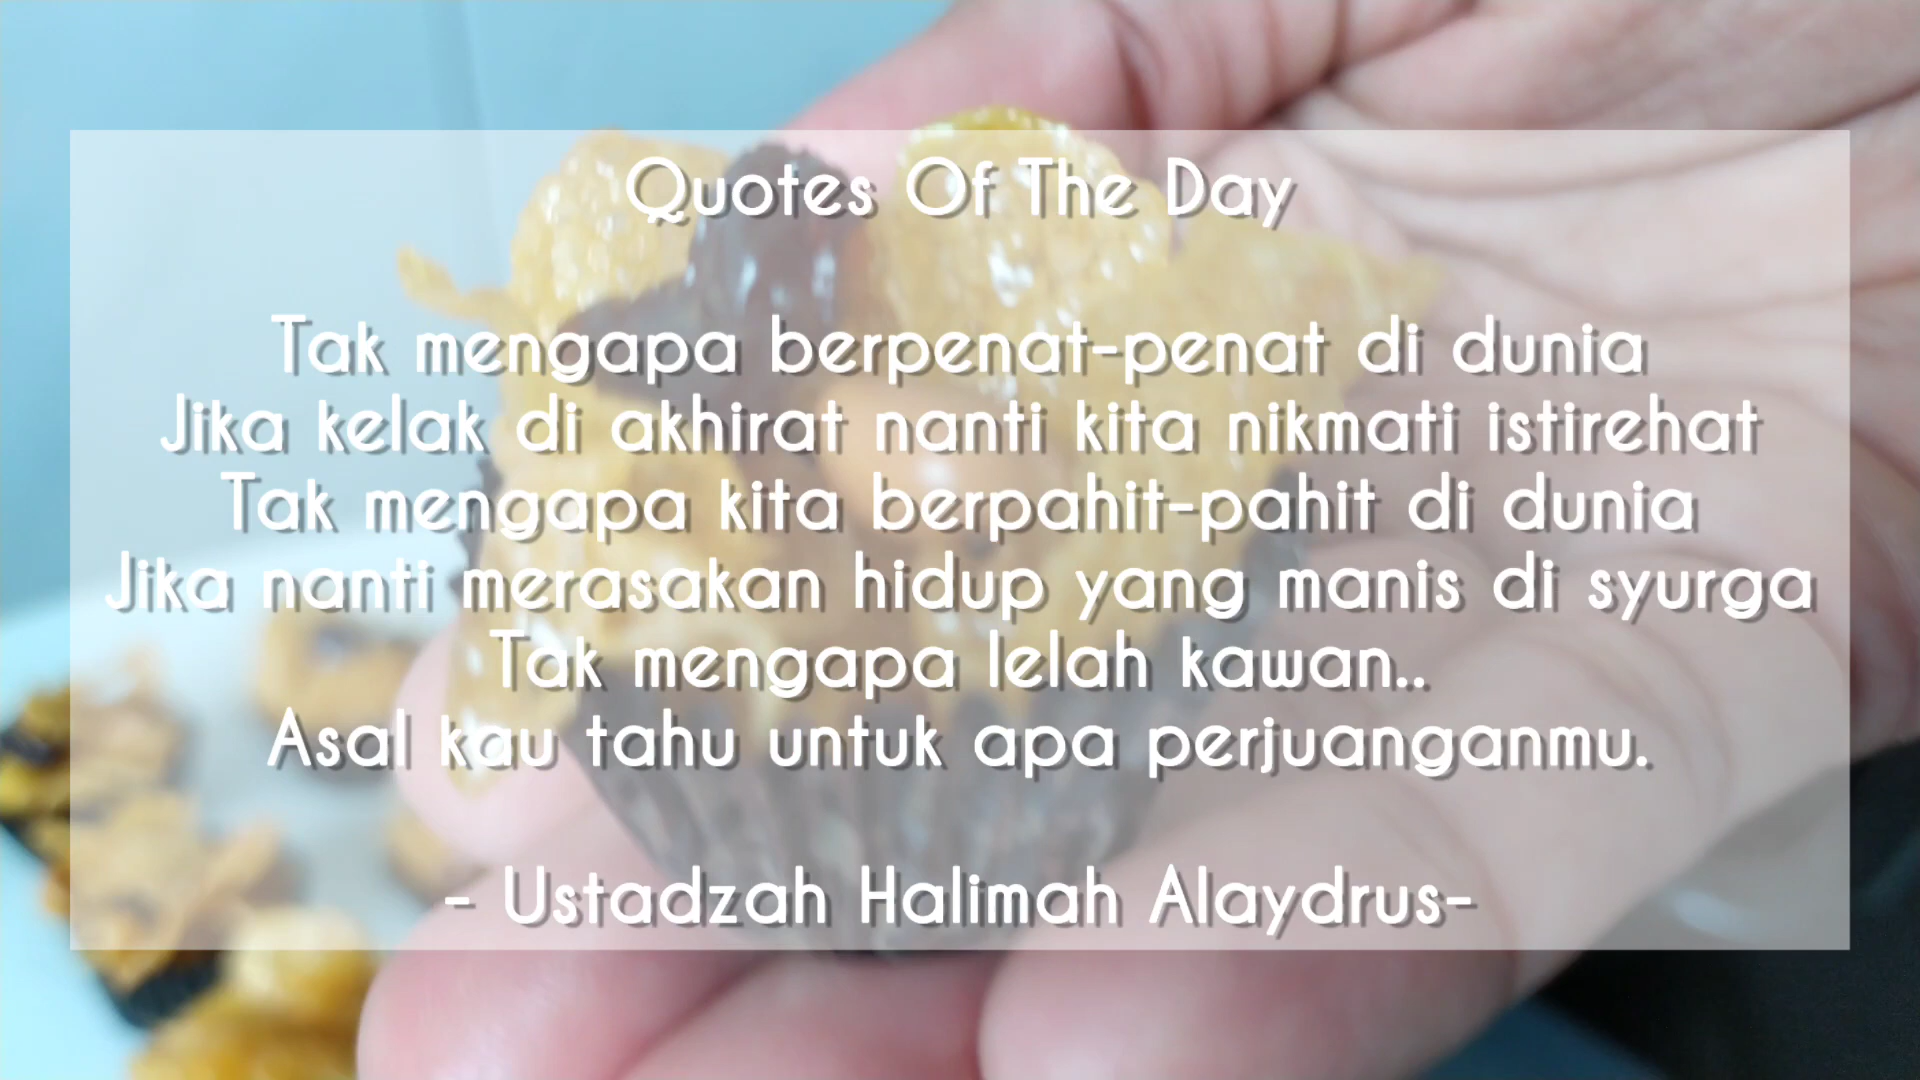 Quotes Of The Day
Tak mengapa berpenat-penat di dunia
Jika kelak di akhirat nanti kita nikmati istirehat
Tak mengapa kita berpahit-pahit di dunia
Jika nanti merasakan hidup yang manis di syurga
Tak mengapa lelah kawan..
Asal kau tahu untuk apa perjuanganmu.
- Ustadzah Halimah Alaydrus-